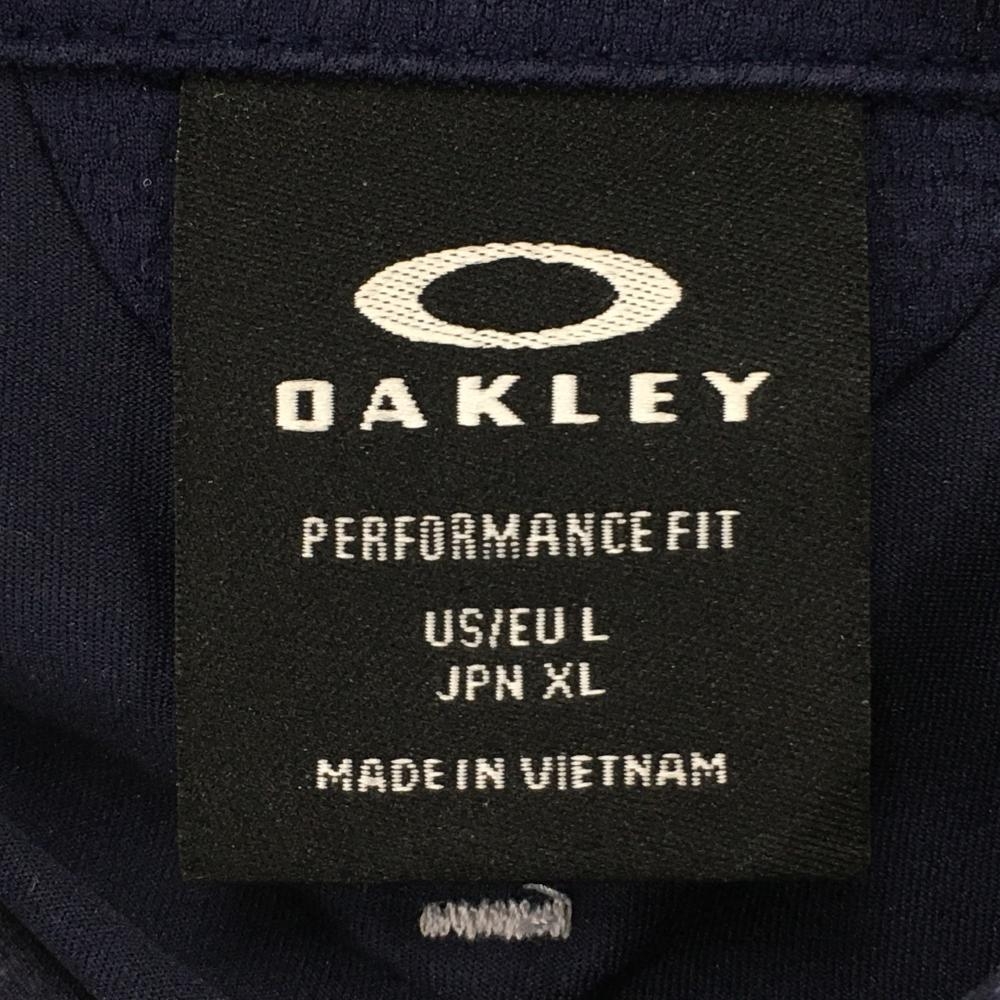 OAKLEY
PERFORMANCE FIT
US/EU L
JPN XL
MADE IN VIETNAM